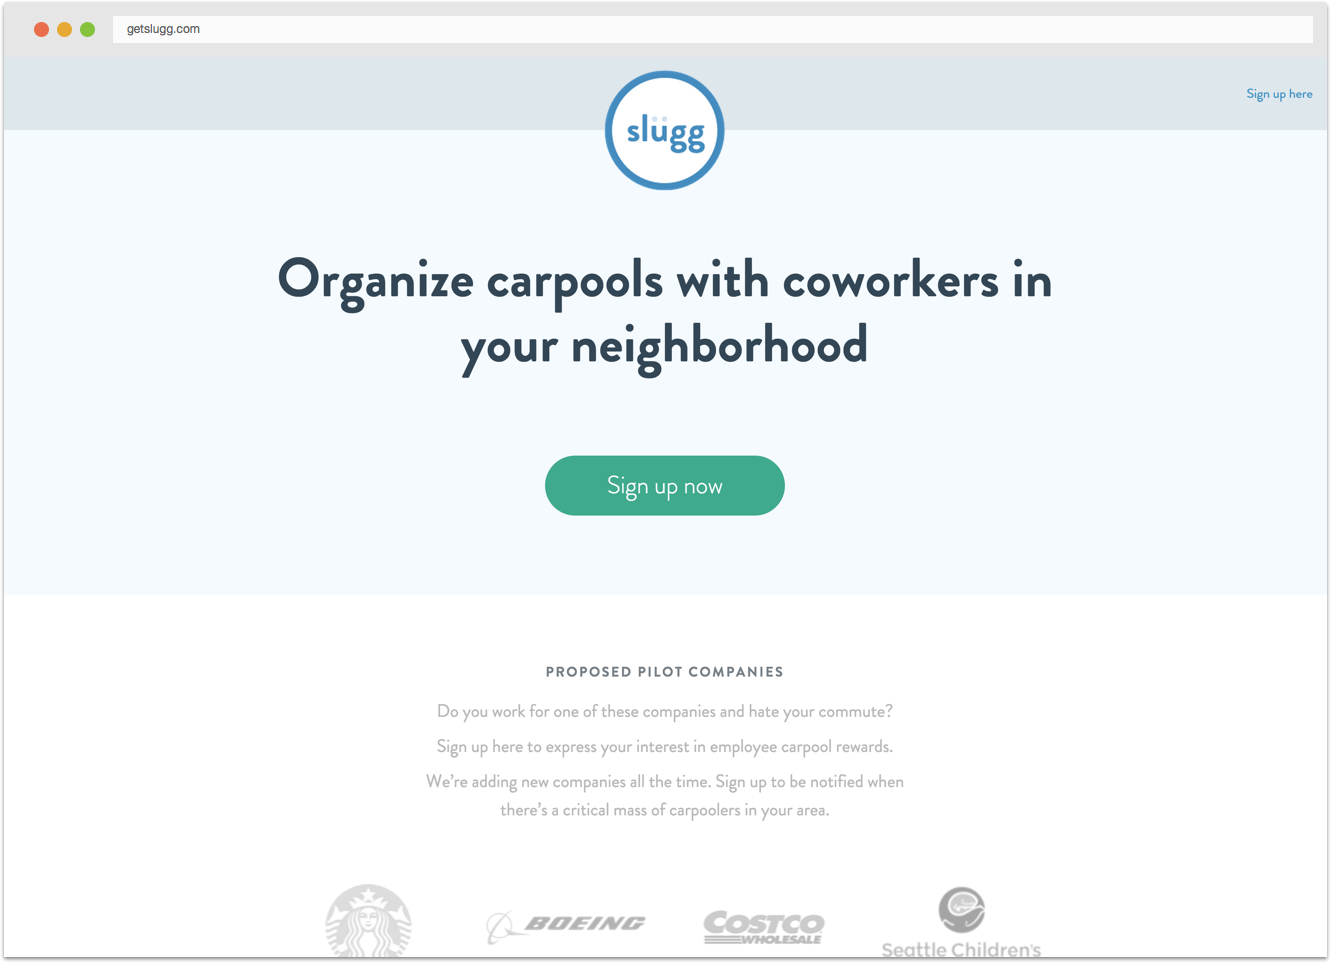 getslugg.com
Sign up here
slügg
Organize carpools with coworkers in
your neighborhood
Sign up now
PROPOSED PILOT COMPANIES
Do you work for one of these companies and hate your commute?
Sign up here to express your interest in employee carpool rewards.
We're adding new companies all the time. Sign up to be notified when
there's a critical mass of carpoolers in your area.
BOEING
COSTCO
WHOLESALE
Seattle Children's